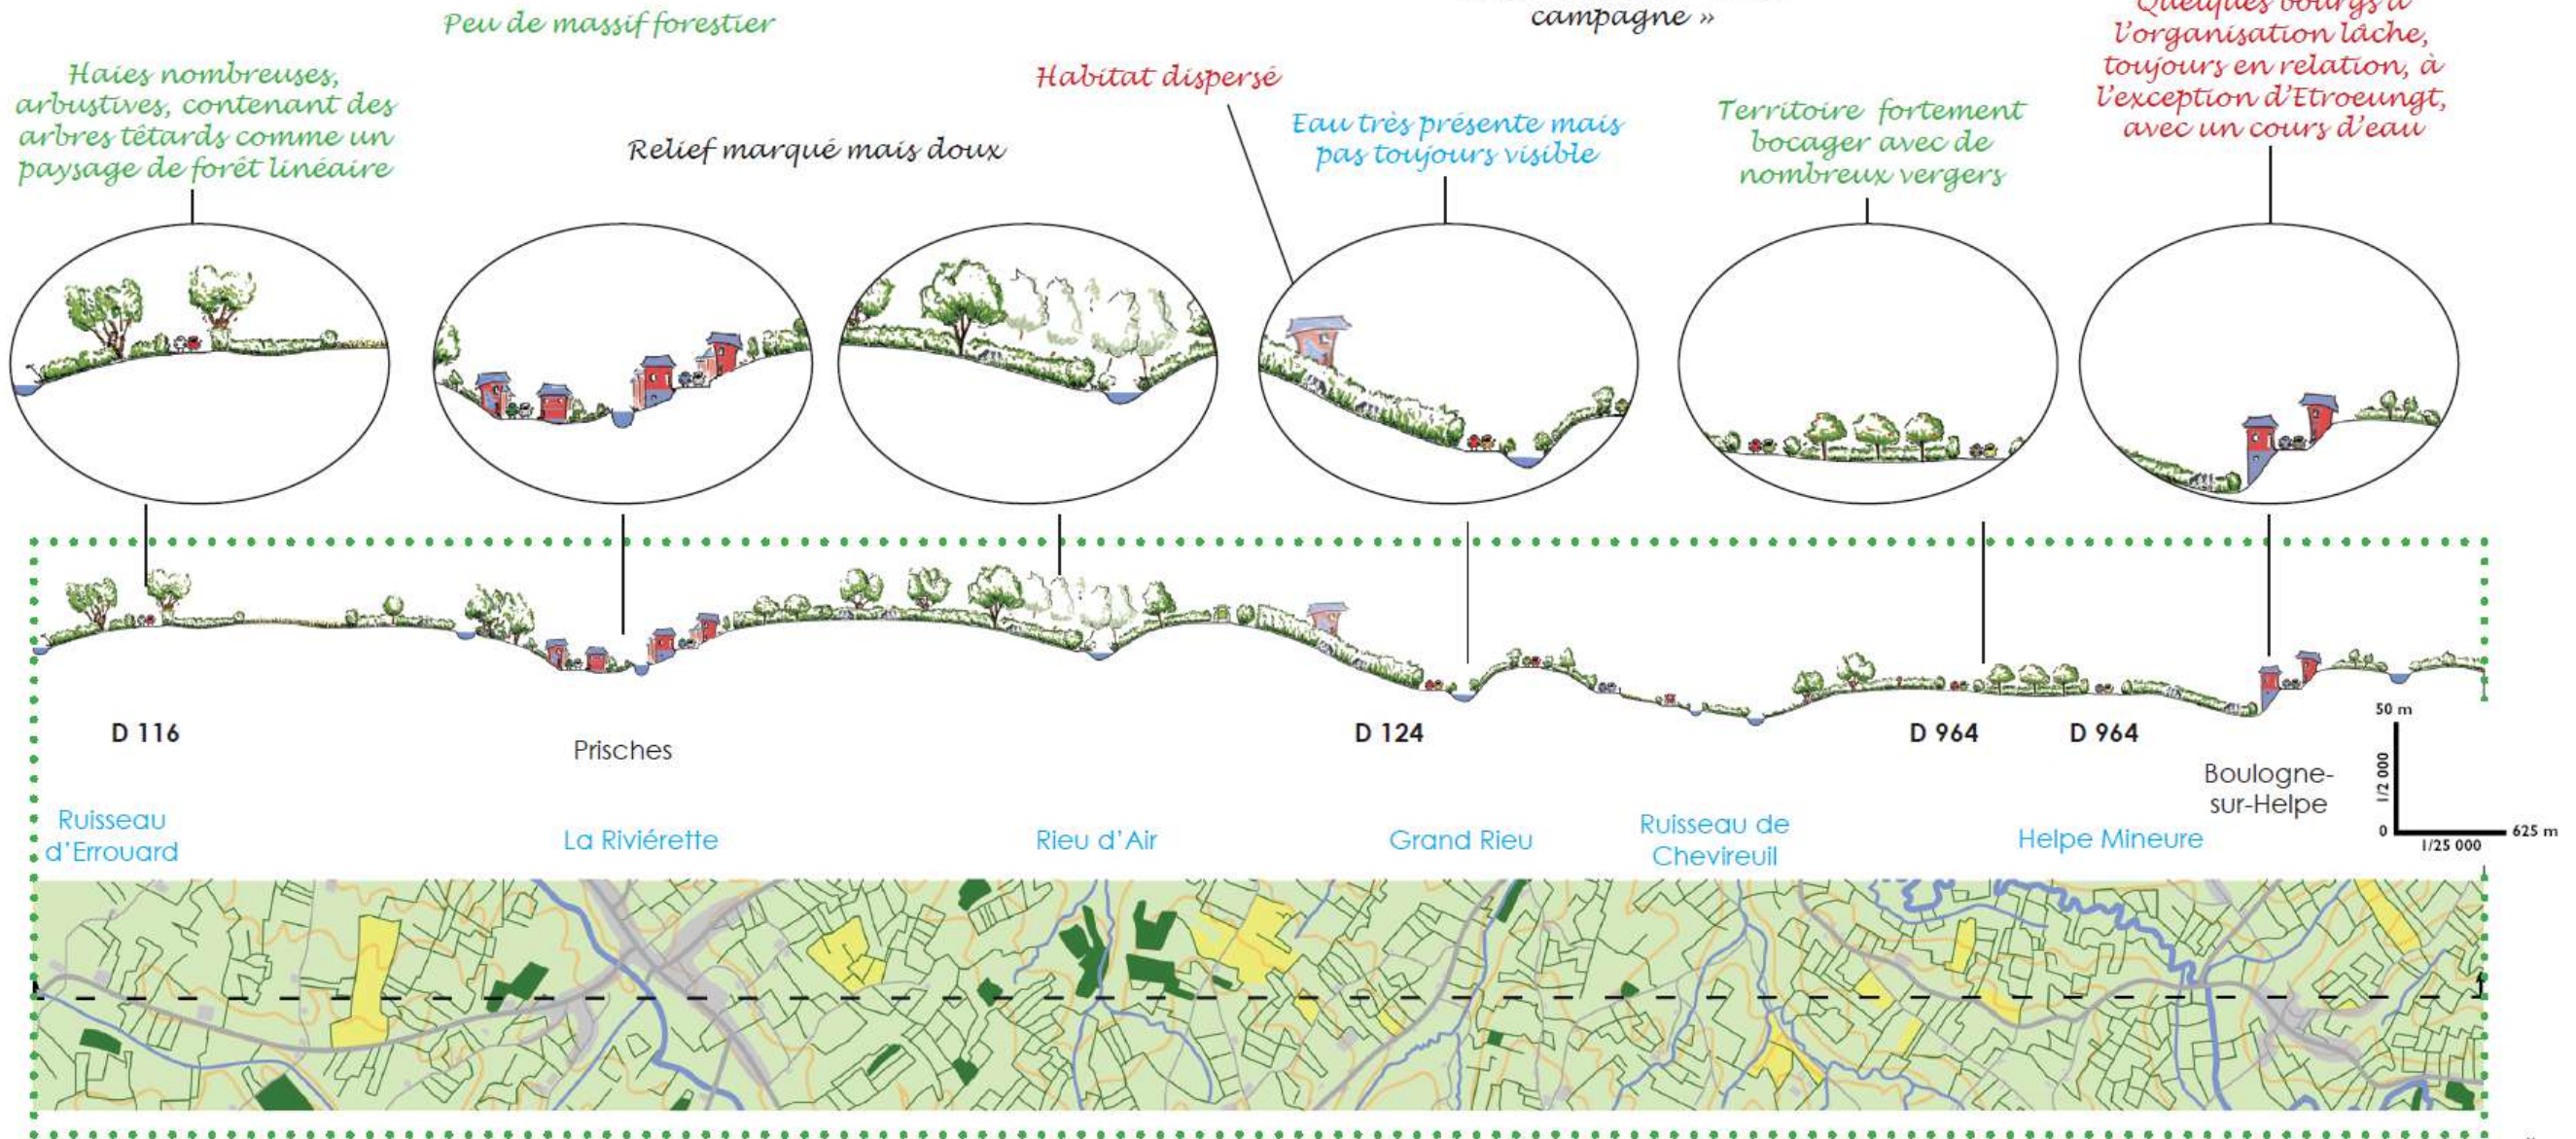 Peu de massif forestier
campagne »
Quelques bourgs à
l'organisation lâche,
toujours en relation, à
l'exception d'Etroeungt,
avec un cours d'eau
Haies nombreuses,
arbustives, contenant des
arbres têtards comme un
paysage de forêt linéaire
Relief marqué mais doux
Habitat dispersé
Eau très présente mais
pas toujours visible
Territoire fortement
bocager avec de
nombreux vergers
D 116
Prisches
D 124
D 964
D 964
Boulogne-
sur-Helpe
50 m
1/2 000
0
625 m
1/25 000
Ruisseau
d'Errouard
La Riviérette
Rieu d'Air
Grand Rieu
Ruisseau de
Chevireuil
Helpe Mineure